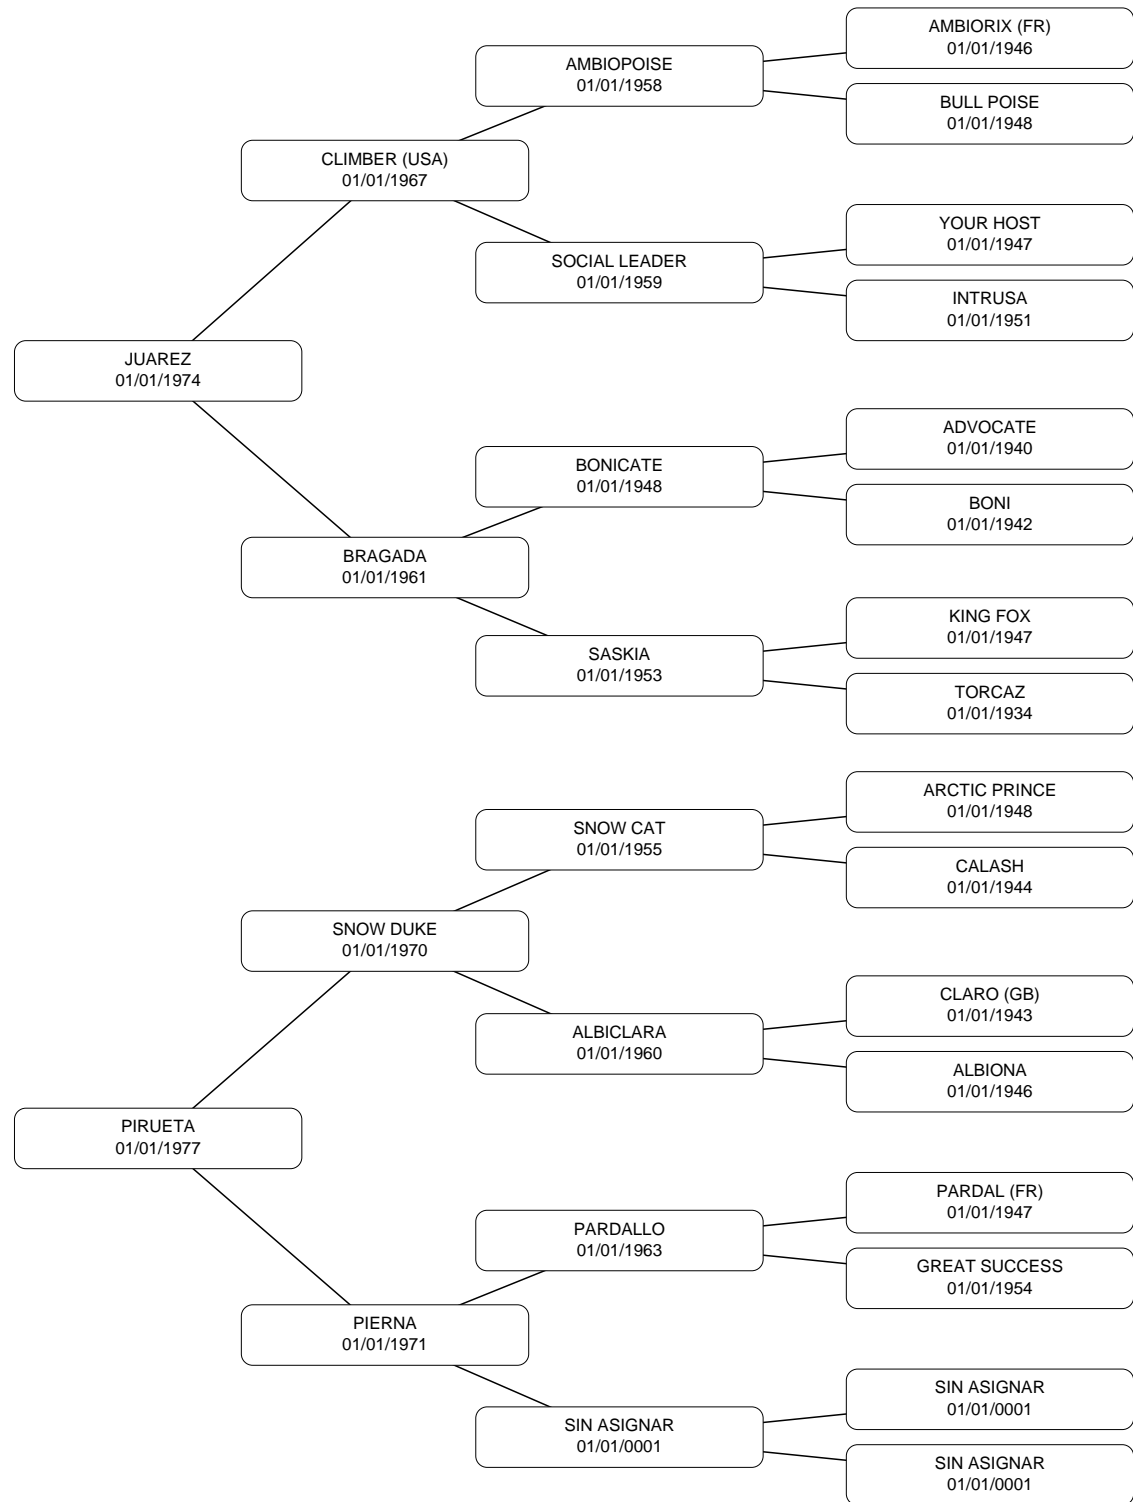 AMBIORIX (FR)
01/01/1946
AMBIOPOISE
01/01/1958
BULL POISE
01/01/1948
CLIMBER (USA)
01/01/1967
YOUR HOST
01/01/1947
SOCIAL LEADER
01/01/1959
INTRUSA
01/01/1951
JUAREZ
01/01/1974
ADVOCATE
01/01/1940
BONICATE
01/01/1948
BONI
01/01/1942
BRAGADA
01/01/1961
KING FOX
01/01/1947
SASKIA
01/01/1953
TORCAZ
01/01/1934
ARCTIC PRINCE
01/01/1948
SNOW CAT
01/01/1955
CALASH
01/01/1944
SNOW DUKE
01/01/1970
CLARO (GB)
01/01/1943
ALBICLARA
01/01/1960
ALBIONA
01/01/1946
PIRUETA
01/01/1977
PARDAL (FR)
01/01/1947
PARDALLO
01/01/1963
GREAT SUCCESS
01/01/1954
PIERNA
01/01/1971
SIN ASIGNAR
01/01/0001
SIN ASIGNAR
01/01/0001
SIN ASIGNAR
01/01/0001